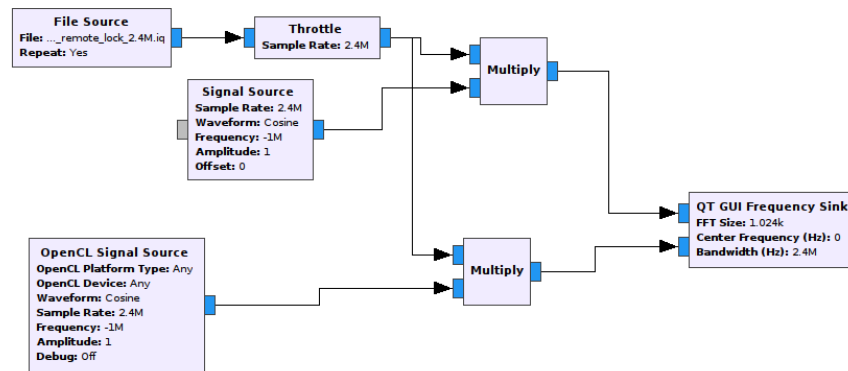 File Source
File: ..._remote_lock_2.4M.iq
Repeat: Yes
Throttle
Sample Rate: 2.4M
Multiply
Signal Source
Sample Rate: 2.4M
Waveform: Cosine
Frequency: -1M
Amplitude: 1
Offset: 0
QT GUI Frequency Sink
FFT Size: 1.024k
Center Frequency (Hz): 0
Bandwidth (Hz): 2.4M
OpenCL Signal Source
OpenCL Platform Type: Any
OpenCL Device: Any
Waveform: Cosine
Sample Rate: 2.4M
Frequency: -1M
Amplitude: 1
Debug: Off
Multiply